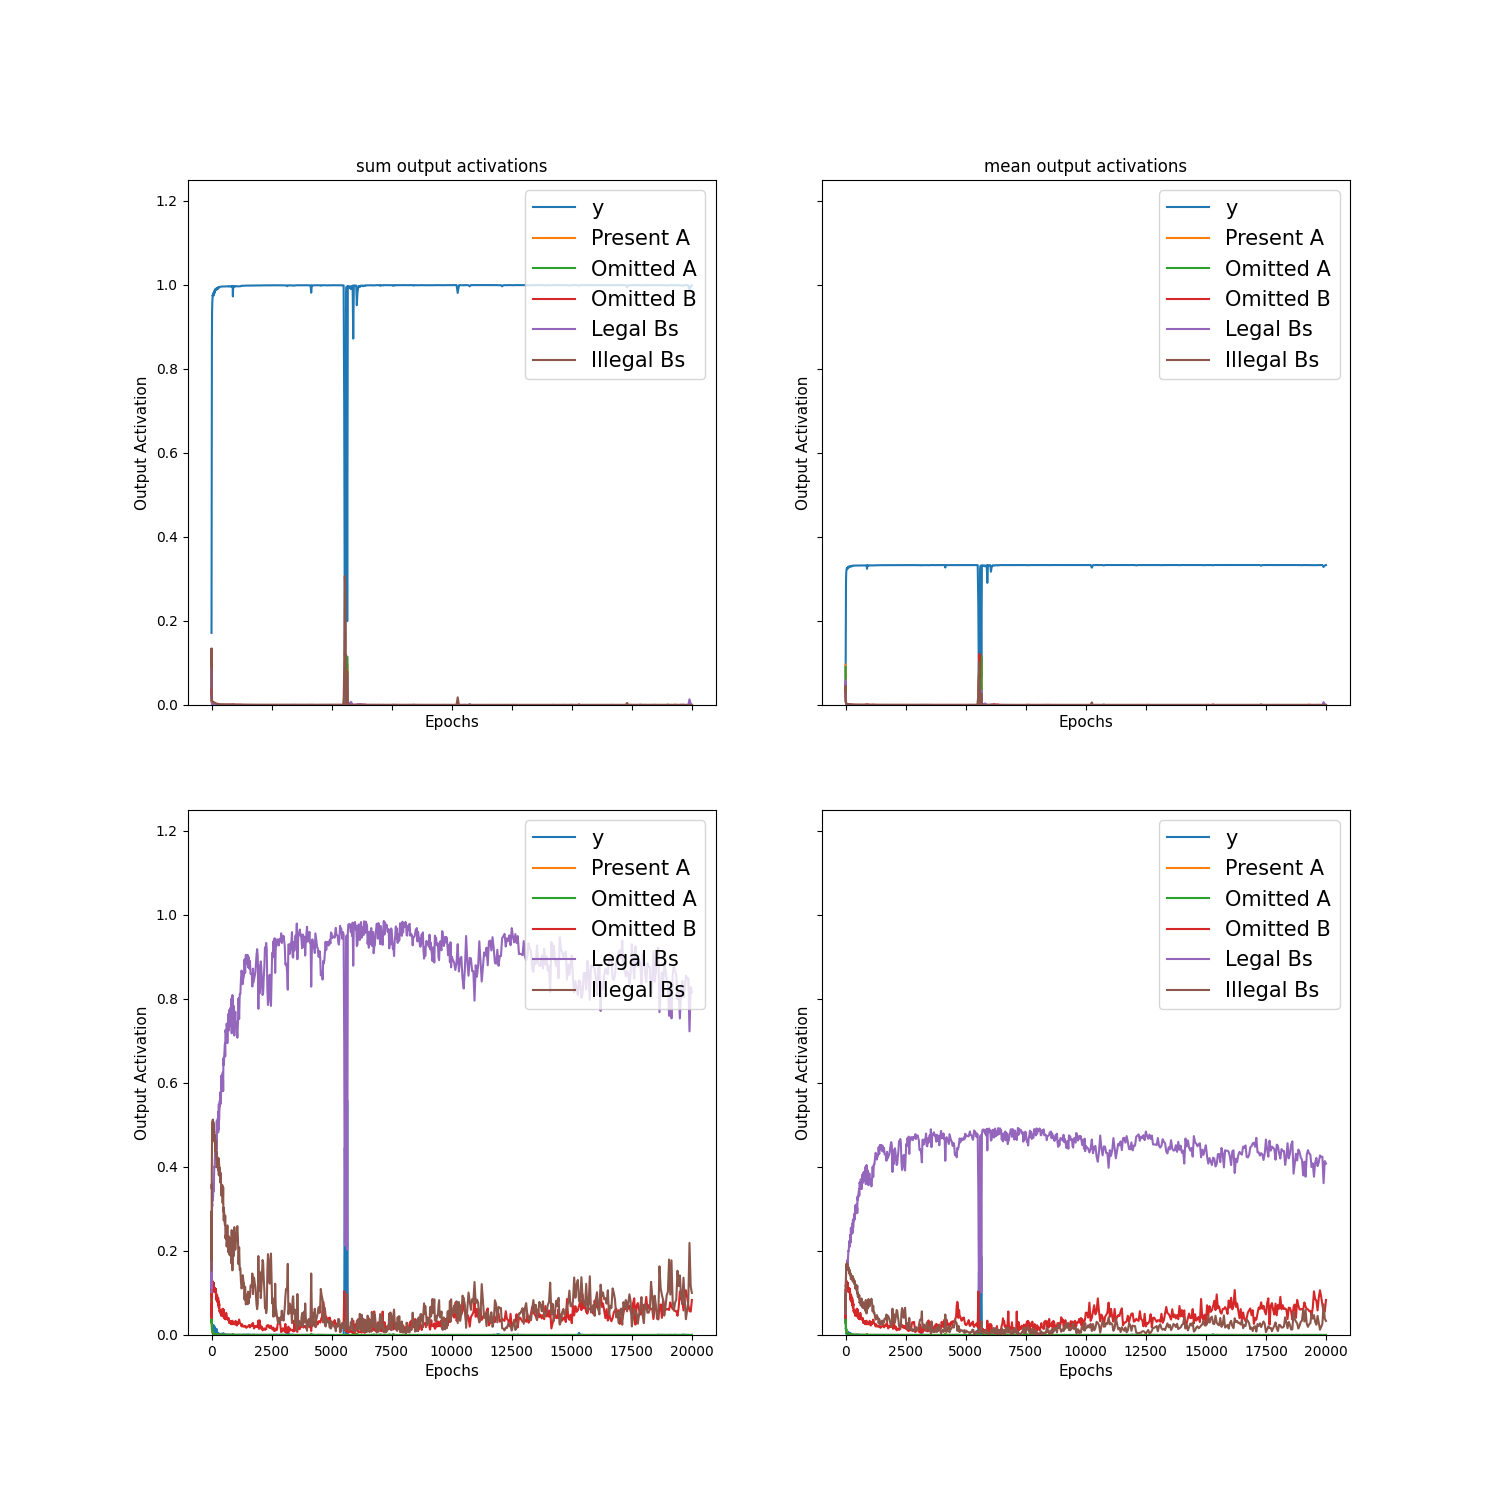 sum output activations
mean output activations
Output Activation
1.2
1.0
0.8
0.6
0.4
0.2
0.0
y
Present A
Omitted A
Omitted B
Legal Bs
Illegal Bs
Epochs
Output Activation
y
Present A
Omitted A
Omitted B
Legal Bs
Illegal Bs
Epochs
Output Activation
1.2
1.0
0.8
0.6
0.4
0.2
0.0
y
Present A
Omitted A
Omitted B
Legal Bs
Illegal Bs
0 2500 5000 7500 10000 12500 15000 17500 20000
Epochs
Output Activation
y
Present A
Omitted A
Omitted B
Legal Bs
Illegal Bs
0 2500 5000 7500 10000 12500 15000 17500 20000
Epochs